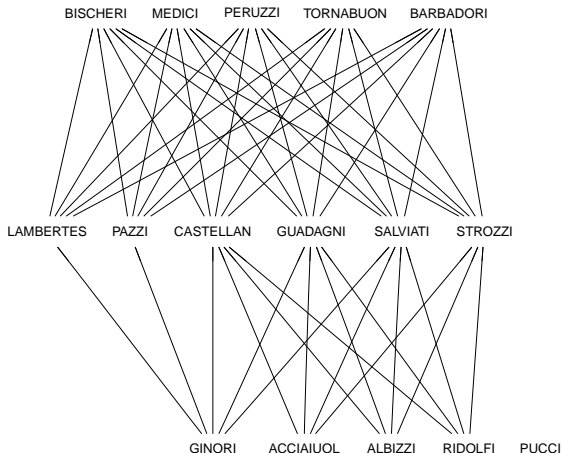 BISCHERI MEDICI PERUZZI TORNABUON BARBADORI
LAMBERTES PAZZI CASTELLAN GUADAGNI SALVIATI STROZZI
GINORI ACCIAIUOL ALBIZZI RIDOLFI PUCCI